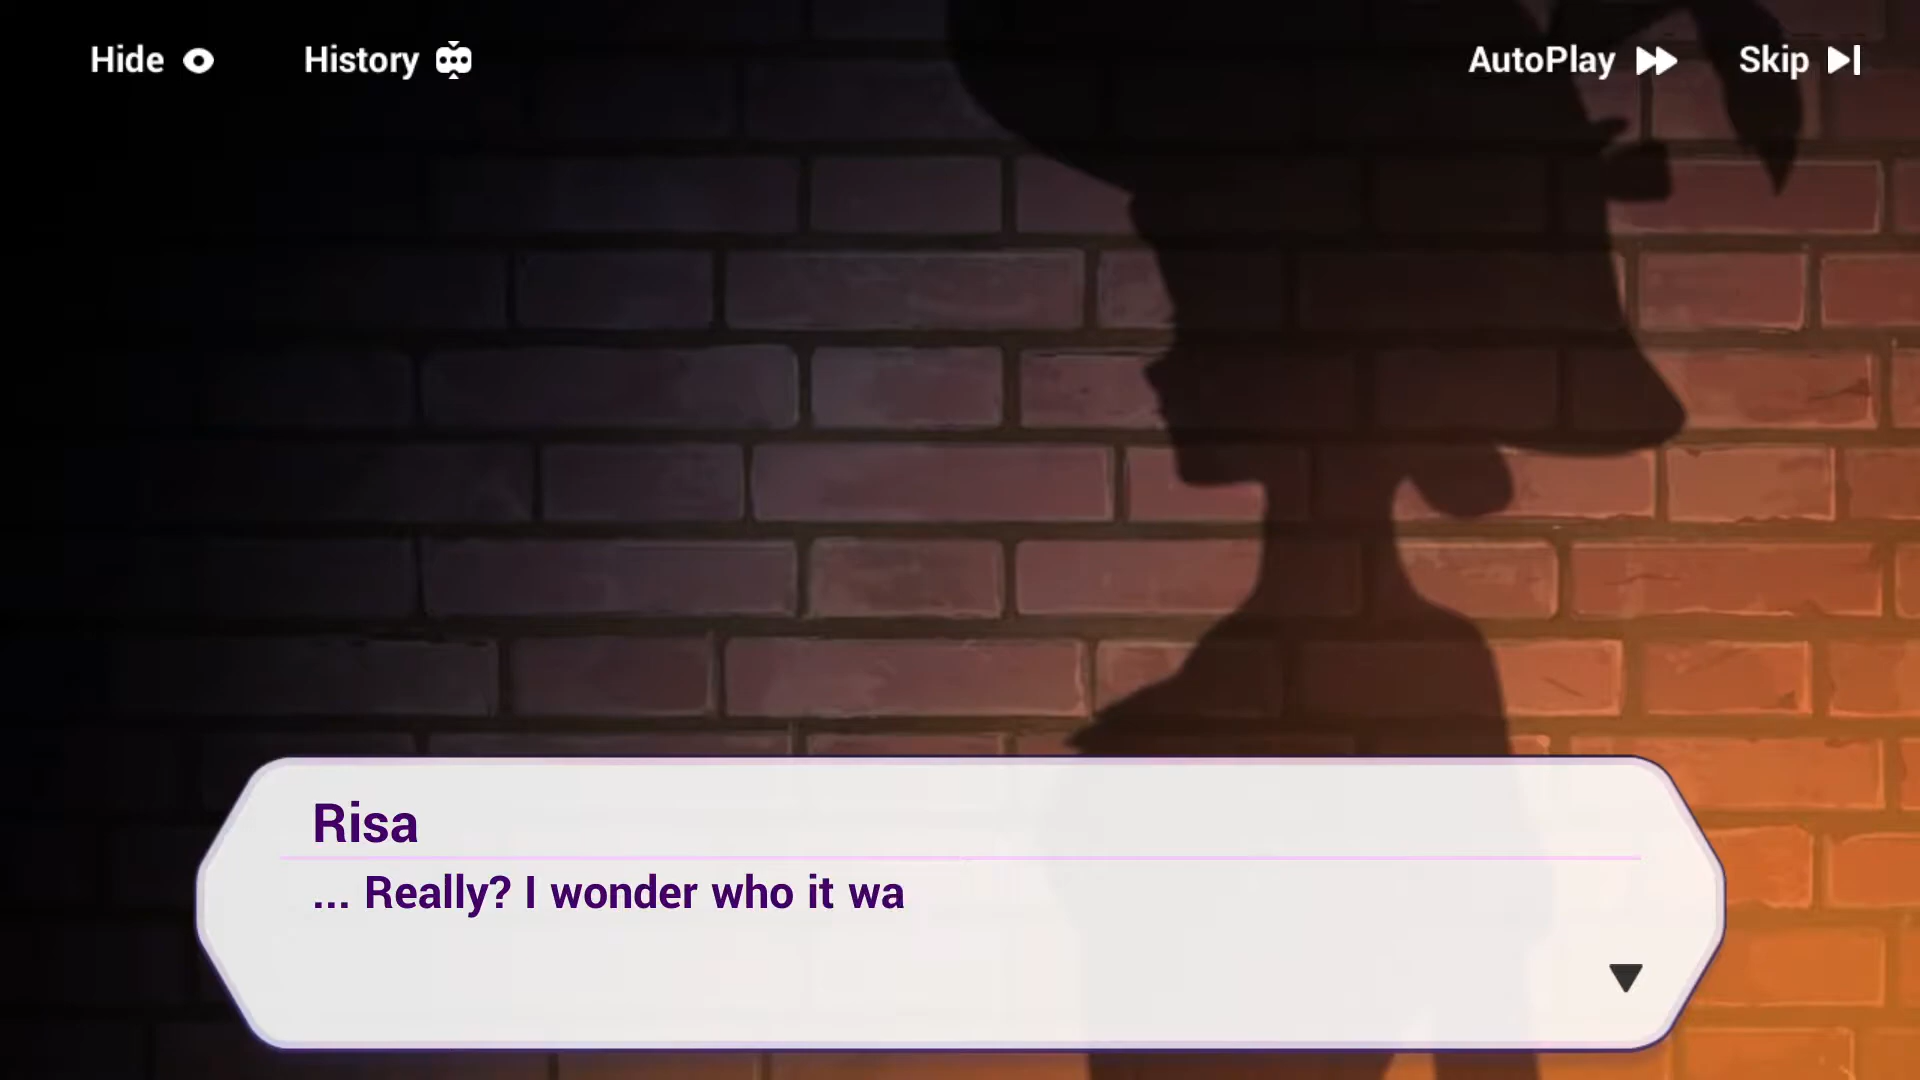 Hide
History
AutoPlay
Skip
Risa
... Really? I wonder who it wa